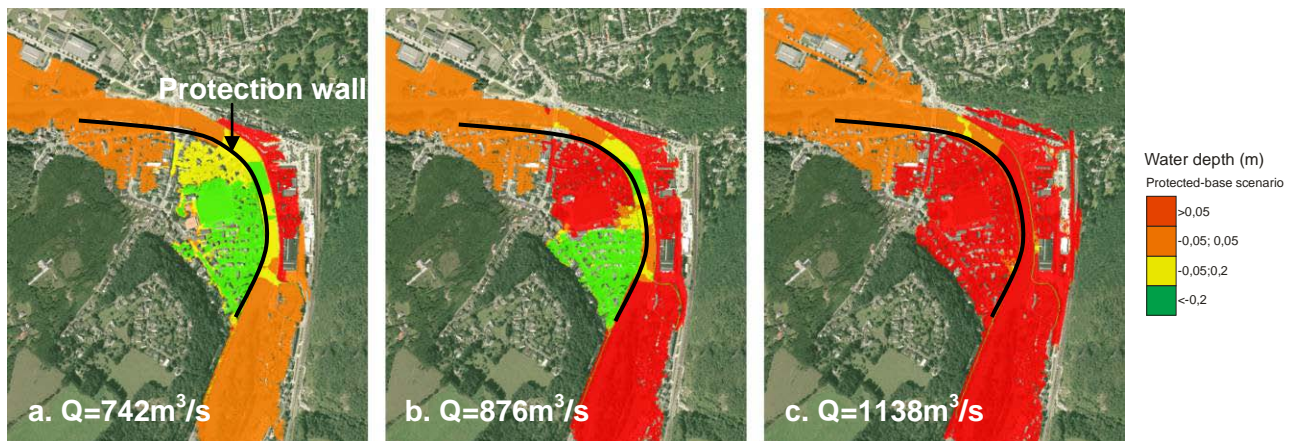 Protection wall
a. Q=742m³/s
b. Q=876m³/s
c. Q=1138m³/s
Water depth (m)
Protected-base scenario
>0,05
-0,05; 0,05
-0,05;0,2
<-0,2